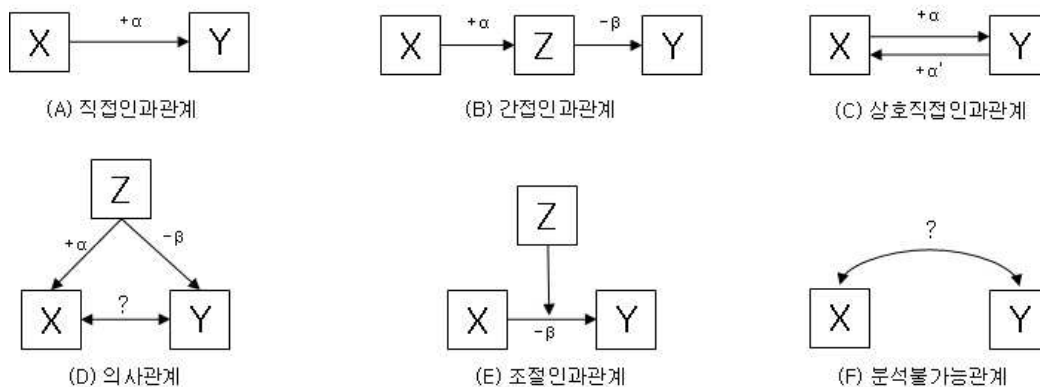 X +α Y
X +α Z -β Y
X +α Y
+α'
(A) 직접인과관계
(B) 간접인과관계
(C) 상호직접인과관계
Z
+α -β
X ? Y
(D) 의사관계
Z
X -β Y
(E) 조절인과관계
?
X Y
(F) 분석불가능관계